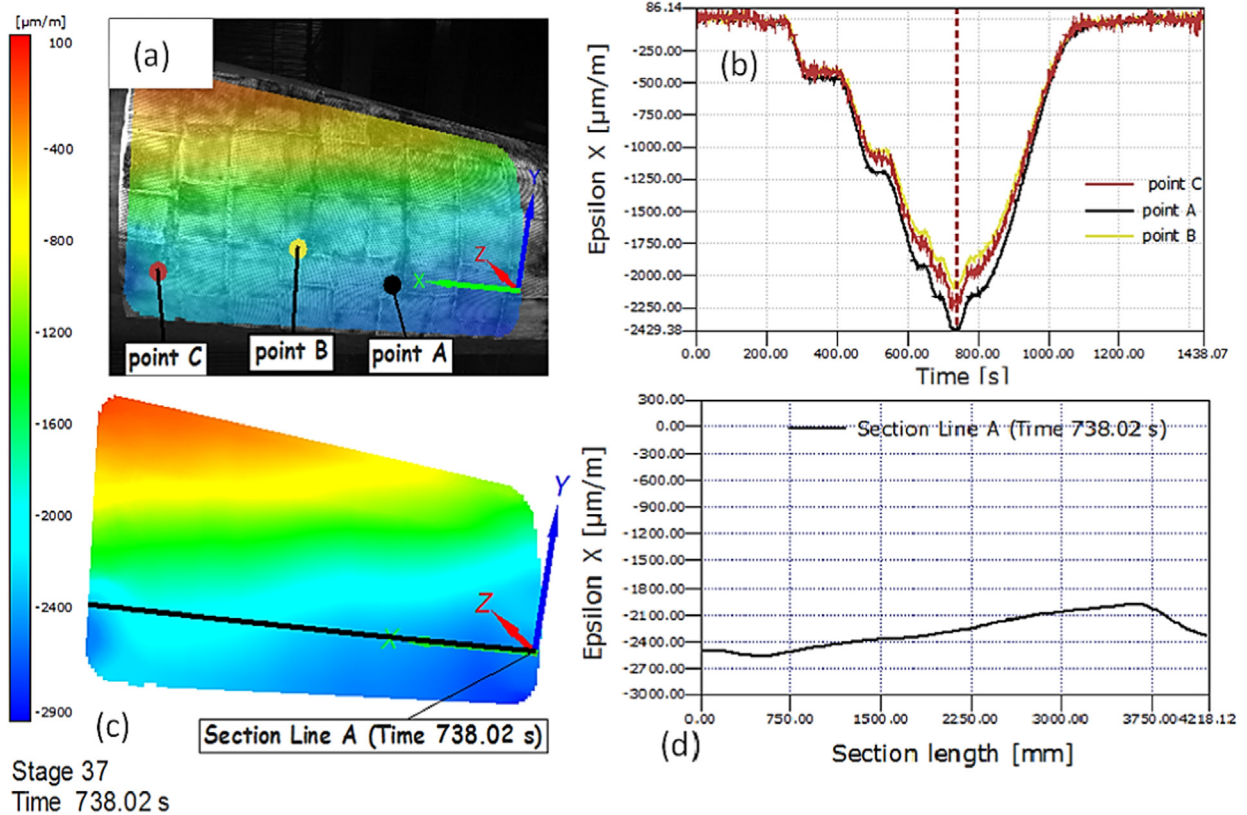 [µm/m]
100
-400
-800
-1200
-1600
-2000
-2400
-2900
(a)
Y
Z
X
point C
point B
point A
86.14
-250.00
-500.00
-750.00
-1000.00
-1250.00
-1500.00
-1750.00
-2000.00
-2250.00
-2429.38
Epsilon X [µm/m]
(b)
point C
point A
point B
0.00 200.00 400.00 600.00 800.00 1000.00 1200.00 1438.07
Time [s]
Y
Z
X
(c)
Section Line A (Time 738.02 s)
Stage 37
Time 738.02 s
300.00
0.00
-300.00
-600.00
-900.00
-1200.00
-1500.00
-1800.00
-2100.00
-2400.00
-2700.00
-3000.00
Epsilon X [µm/m]
Section Line A (Time 738.02 s)
0.00 750.00 1500.00 2250.00 3000.00 3750.00 4218.12
(d)
Section length [mm]